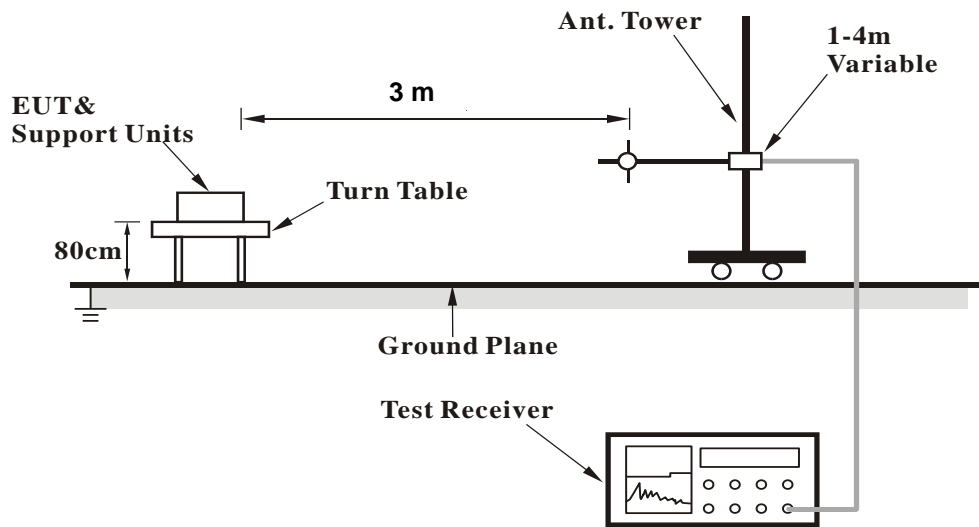 Ant. Tower
1-4m
Variable
3 m
EUT&
Support Units
Turn Table
80cm
Ground Plane
Test Receiver